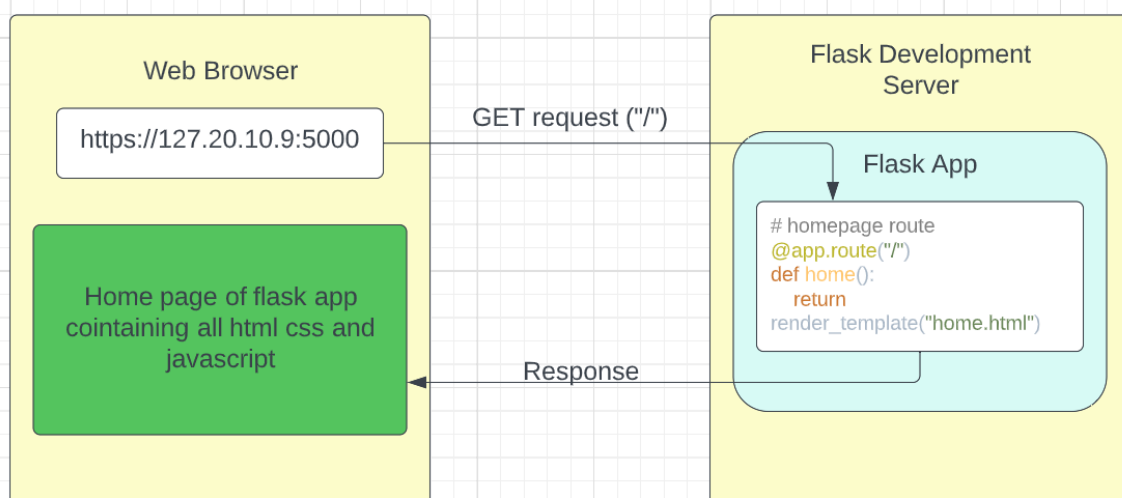 Web Browser
https://127.20.10.9:5000
Home page of flask app
cointaining all html css and
javascript
GET request ("/")
Response
Flask Development
Server
Flask App
# homepage route
@app.route("/")
def home():
return
render_template("home.html")